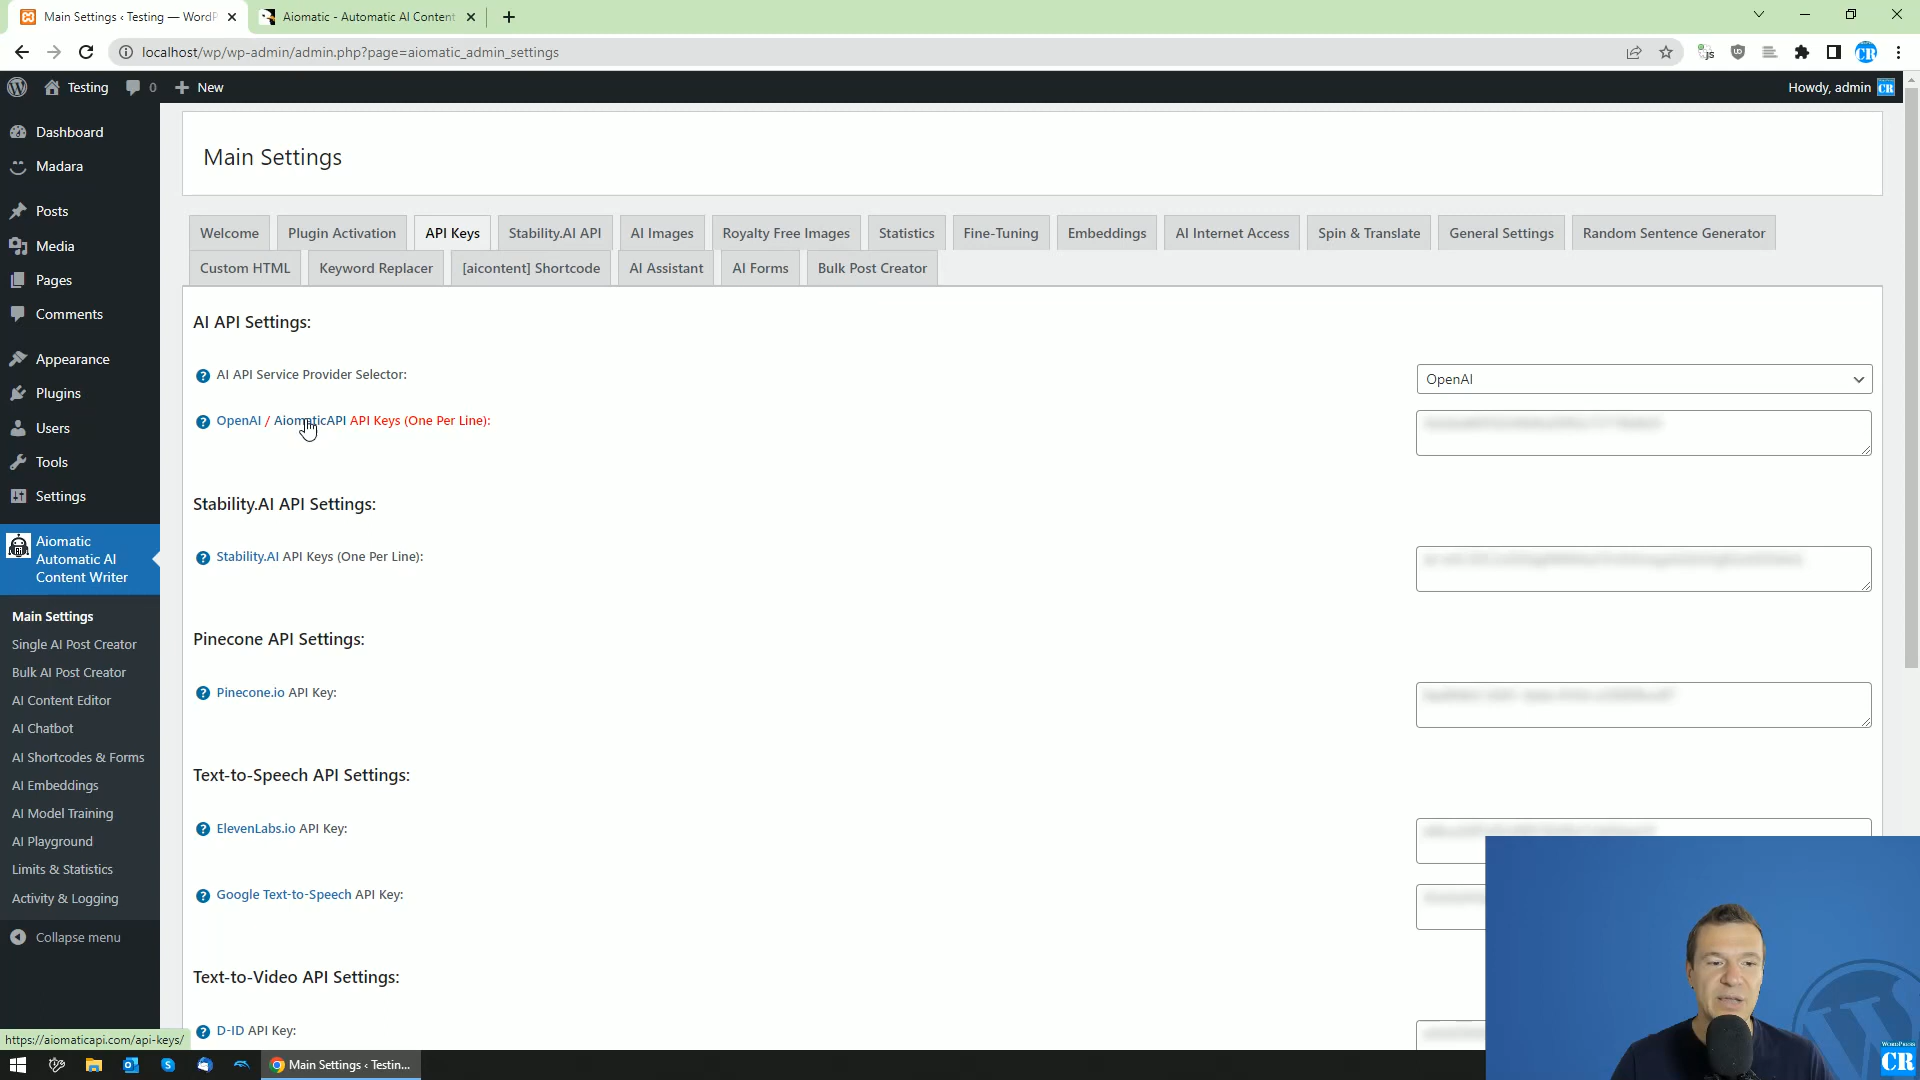 Main Settings ‹ Testing — WordP
Aiomatic - Automatic AI Content
localhost/wp/wp-admin/admin.php?page=aiomatic_admin_settings
Testing
0
New
Howdy, admin
Dashboard
Madara
Posts
Media
Pages
Comments
Appearance
Plugins
Users
Tools
Settings
Aiomatic
Automatic AI
Content Writer
Main Settings
Single AI Post Creator
Bulk AI Post Creator
AI Content Editor
AI Chatbot
AI Shortcodes & Forms
AI Embeddings
AI Model Training
AI Playground
Limits & Statistics
Activity & Logging
Collapse menu
Main Settings
Welcome
Plugin Activation
API Keys
Stability.AI API
AI Images
Royalty Free Images
Statistics
Fine-Tuning
Embeddings
AI Internet Access
Spin & Translate
General Settings
Random Sentence Generator
Custom HTML
Keyword Replacer
[aicontent] Shortcode
AI Assistant
AI Forms
Bulk Post Creator
AI API Settings:
AI API Service Provider Selector:
OpenAI
OpenAI / AiomaticAPI API Keys (One Per Line):
Stability.AI API Settings:
Stability.AI API Keys (One Per Line):
Pinecone API Settings:
Pinecone.io API Key:
Text-to-Speech API Settings:
ElevenLabs.io API Key:
Google Text-to-Speech API Key:
Text-to-Video API Settings:
D-ID API Key:
https://aiomaticapi.com/api-keys/
Main Settings ‹ Testin...
WORDPRESS
CR